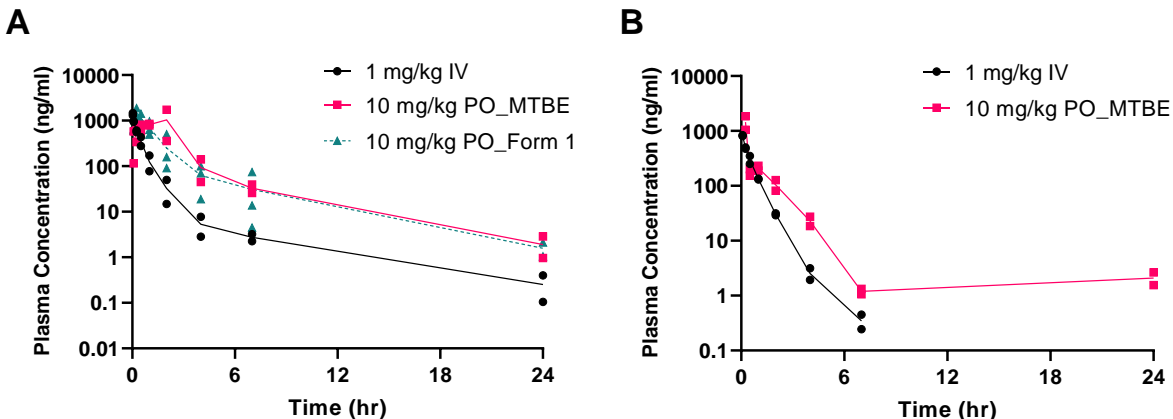 A
Plasma Concentration (ng/ml)
10000
1000
100
10
1
0.1
0.01
0
6
12
18
24
Time (hr)
1 mg/kg IV
10 mg/kg PO_MTBE
10 mg/kg PO_Form 1
B
Plasma Concentration (ng/ml)
10000
1000
100
10
1
0.1
0
6
12
18
24
Time (hr)
1 mg/kg IV
10 mg/kg PO_MTBE